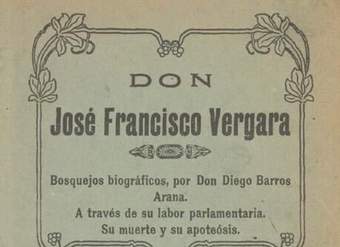 DON
José Francisco Vergara
Bosquejos biográficos, por Don Diego Barros
Arana.
A través de su labor parlamentaria.
Su muerte y su apoteósis.